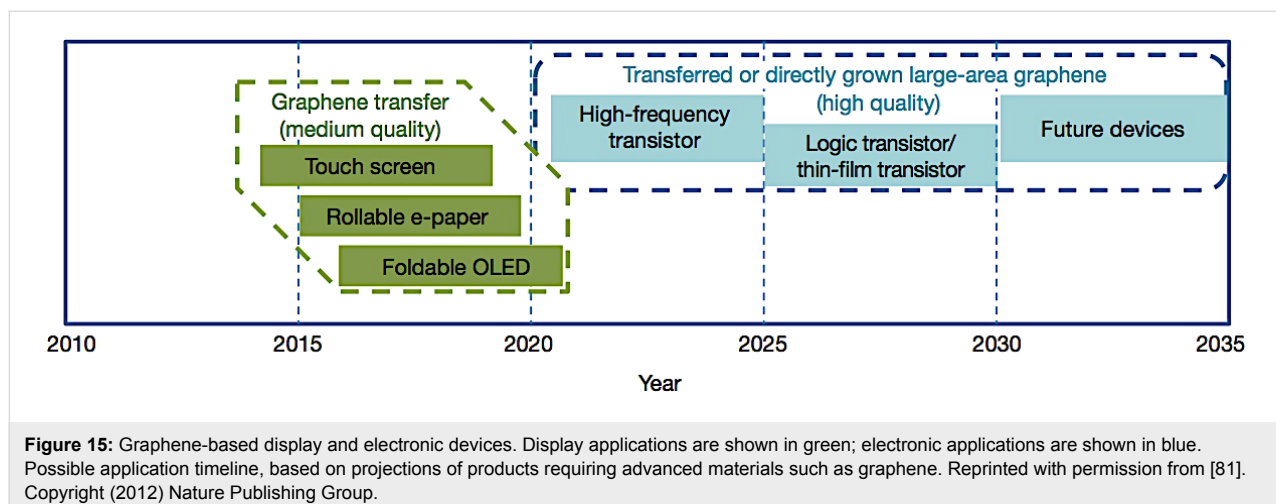 Transferred or directly grown large-area graphene
(high quality)
Graphene transfer
(medium quality)
High-frequency
transistor
Logic transistor/
thin-film transistor
Future devices
Touch screen
Rollable e-paper
Foldable OLED
2010
2015
2020
2025
2030
2035
Year
Figure 15: Graphene-based display and electronic devices. Display applications are shown in green; electronic applications are shown in blue.
Possible application timeline, based on projections of products requiring advanced materials such as graphene. Reprinted with permission from [81].
Copyright (2012) Nature Publishing Group.